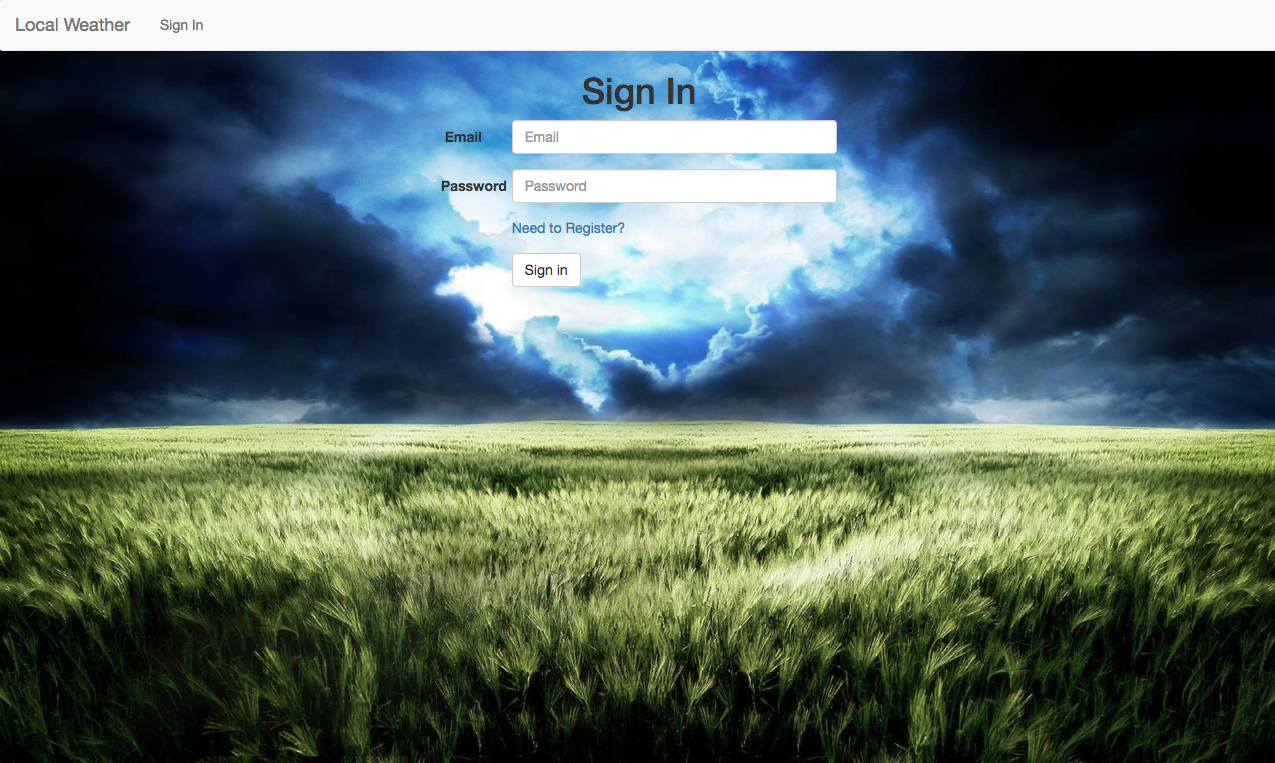 Local Weather Sign In
Sign In
Email Email
Password Password
Need to Register?
Sign in